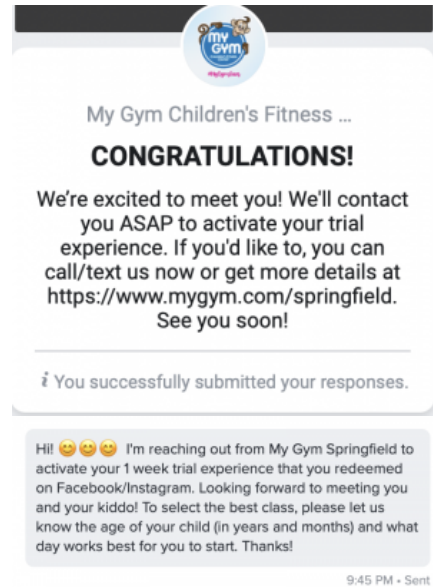 MY
GYM
My Gym Children's Fitness ...
CONGRATULATIONS!
We're excited to meet you! We'll contact
you ASAP to activate your trial
experience. If you'd like to, you can
call/text us now or get more details at
https://www.mygym.com/springfield.
See you soon!
i You successfully submitted your responses.
Hi! 😊😊😊 I'm reaching out from My Gym Springfield to
activate your 1 week trial experience that you redeemed
on Facebook/Instagram. Looking forward to meeting you
and your kiddo! To select the best class, please let us
know the age of your child (in years and months) and what
day works best for you to start. Thanks!
9:45 PM • Sent